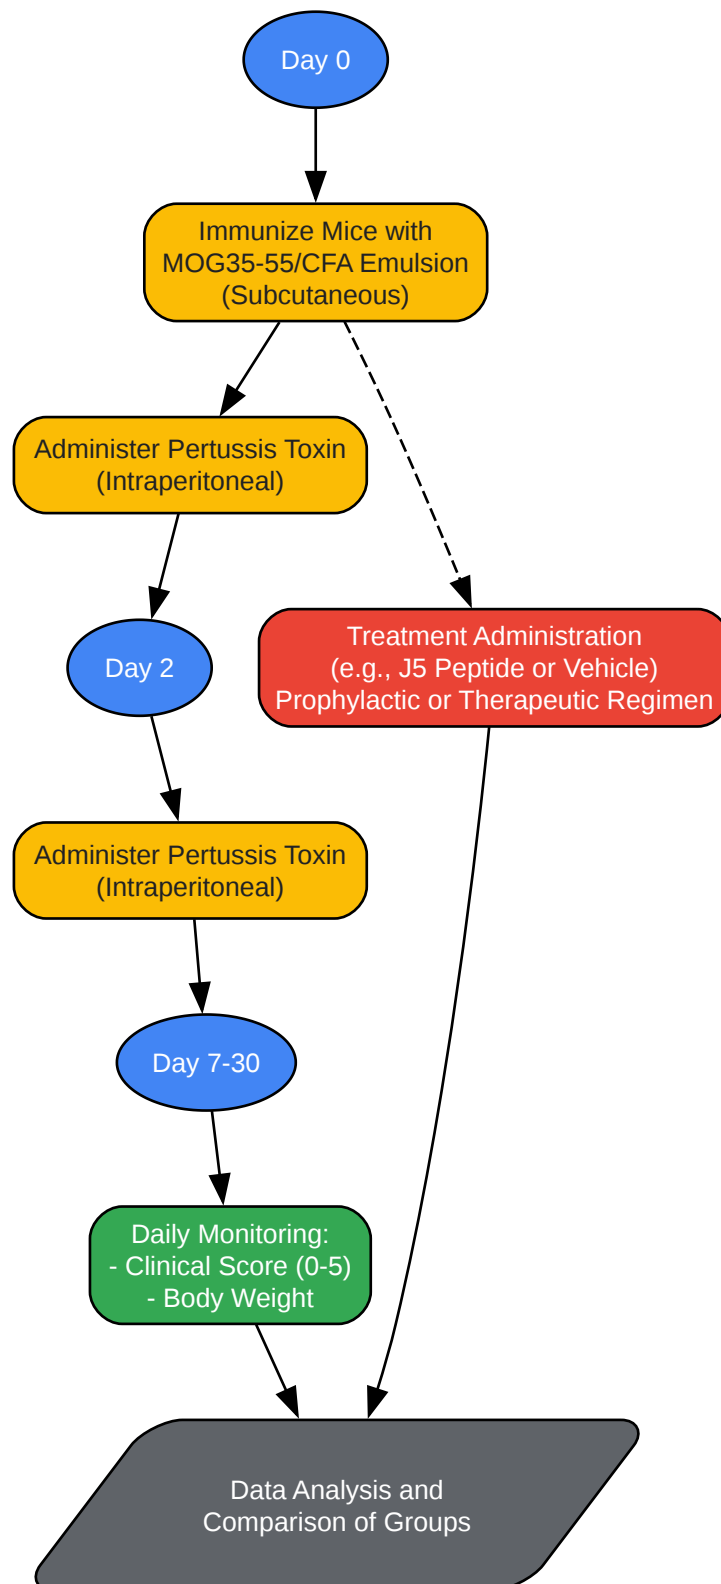 Day 0
Immunize Mice with
MOG35-55/CFA Emulsion
(Subcutaneous)
Administer Pertussis Toxin
(Intraperitoneal)
Day 2
Treatment Administration
(e.g., J5 Peptide or Vehicle)
Prophylactic or Therapeutic Regimen
Administer Pertussis Toxin
(Intraperitoneal)
Day 7-30
Daily Monitoring:
- Clinical Score (0-5)
- Body Weight
Data Analysis and
Comparison of Groups